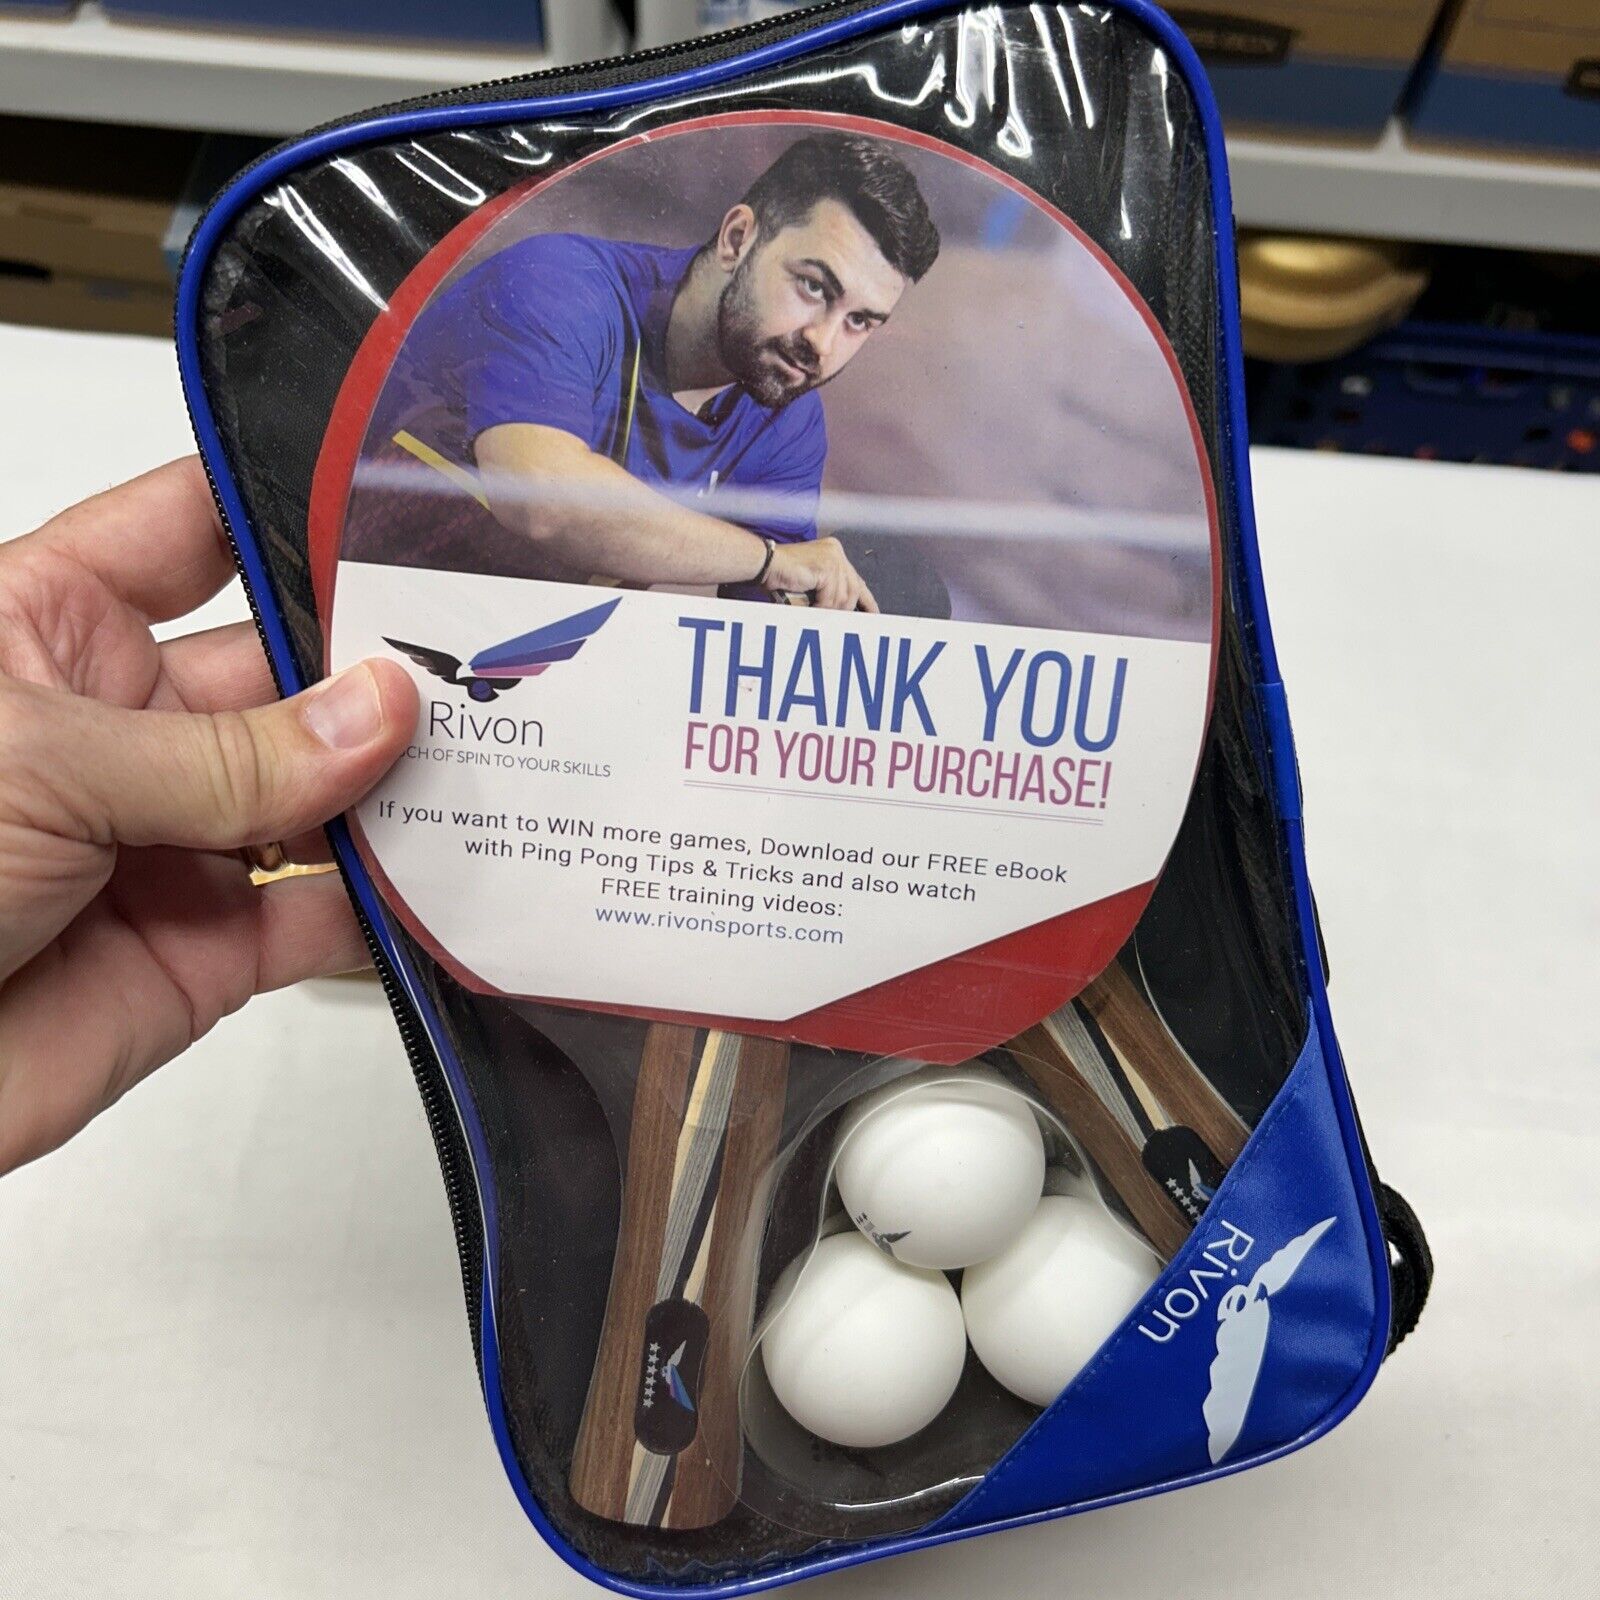 THANK YOU
FOR YOUR PURCHASE!
Rivon
OF SPIN TO YOUR SKILLS
If you want to WIN more games, Download our FREE eBook
with Ping Pong Tips & Tricks and also watch
FREE training videos:
www.rivonsports.com
Rivon